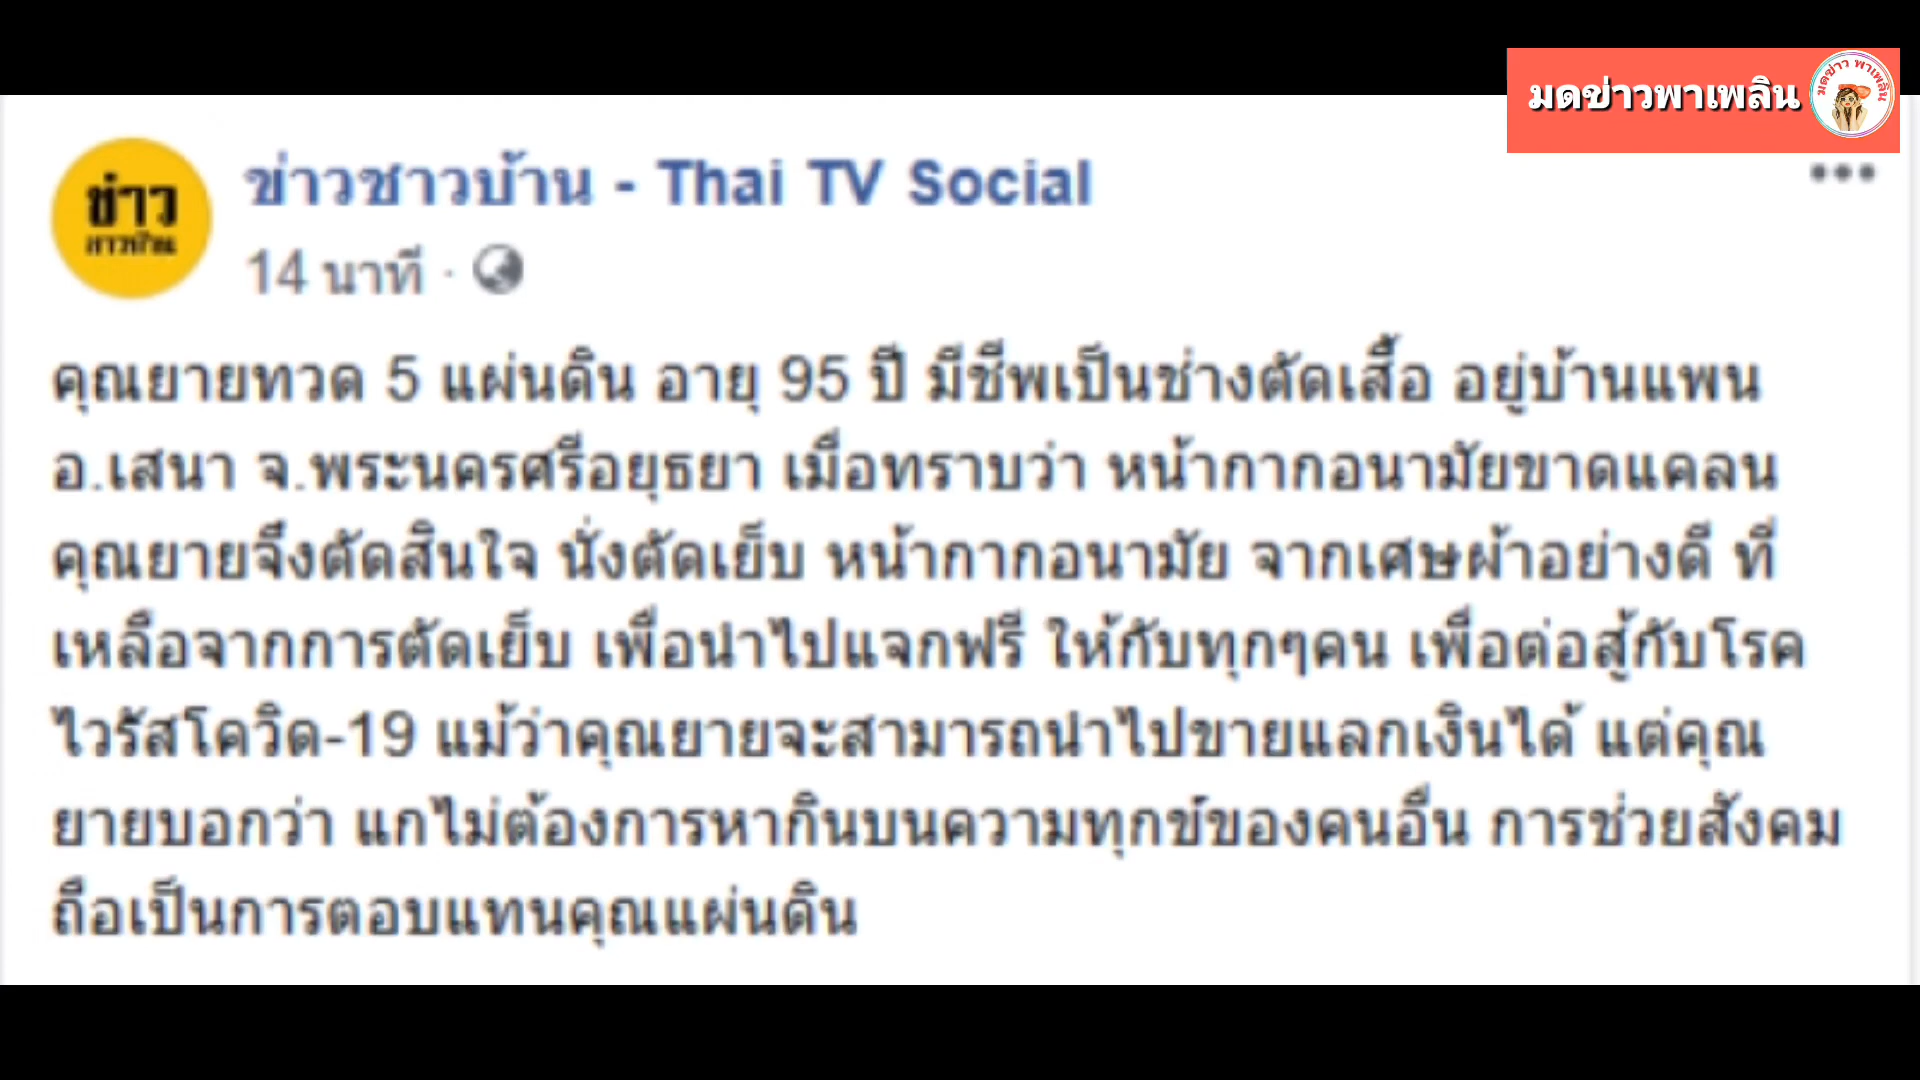 มดข่าวพาเพลิน
มดข่าว พาเพลิน
ข่าว
ชาวบ้าน
ข่าวชาวบ้าน - Thai TV Social
14 นาที ·
คุณยายทวด 5 แผ่นดิน อายุ 95 ปี มีชีพเป็นช่างตัดเสื้อ อยู่บ้านแพน
อ.เสนา จ.พระนครศรีอยุธยา เมื่อทราบว่า หน้ากากอนามัยขาดแคลน
คุณยายจึงตัดสินใจ นั่งตัดเย็บ หน้ากากอนามัย จากเศษผ้าอย่างดี ที่
เหลือจากการตัดเย็บ เพื่อนำไปแจกฟรี ให้กับทุกๆคน เพื่อต่อสู้กับโรค
ไวรัสโควิด-19 แม้ว่าคุณยายจะสามารถนำไปขายแลกเงินได้ แต่คุณ
ยายบอกว่า แกไม่ต้องการหากินบนความทุกข์ของคนอื่น การช่วยสังคม
ถือเป็นการตอบแทนคุณแผ่นดิน